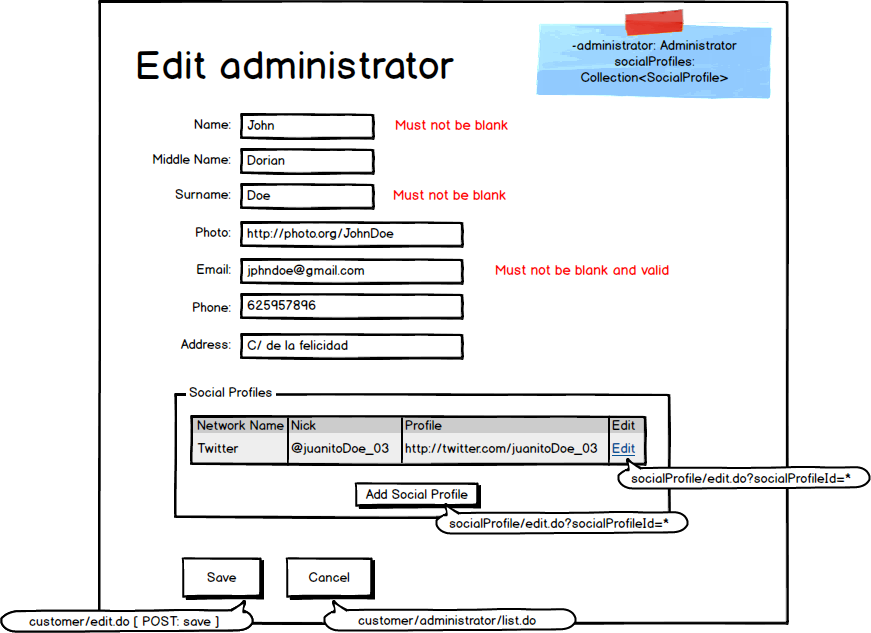 Edit administrator
-administrator: Administrator
socialProfiles:
Collection<SocialProfile>
Name: John Must not be blank
Middle Name: Dorian
Surname: Doe Must not be blank
Photo: http://photo.org/JohnDoe
Email: jphndoe@gmail.com Must not be blank and valid
Phone: 625957896
Address: C/ de la felicidad
Social Profiles
Network Name Nick Profile Edit
Twitter @juanitoDoe_03 http://twitter.com/juanitoDoe_03 Edit
socialProfile/edit.do?socialProfileId=*
Add Social Profile
socialProfile/edit.do?socialProfileId=*
Save Cancel
customer/edit.do [ POST: save ] customer/administrator/list.do